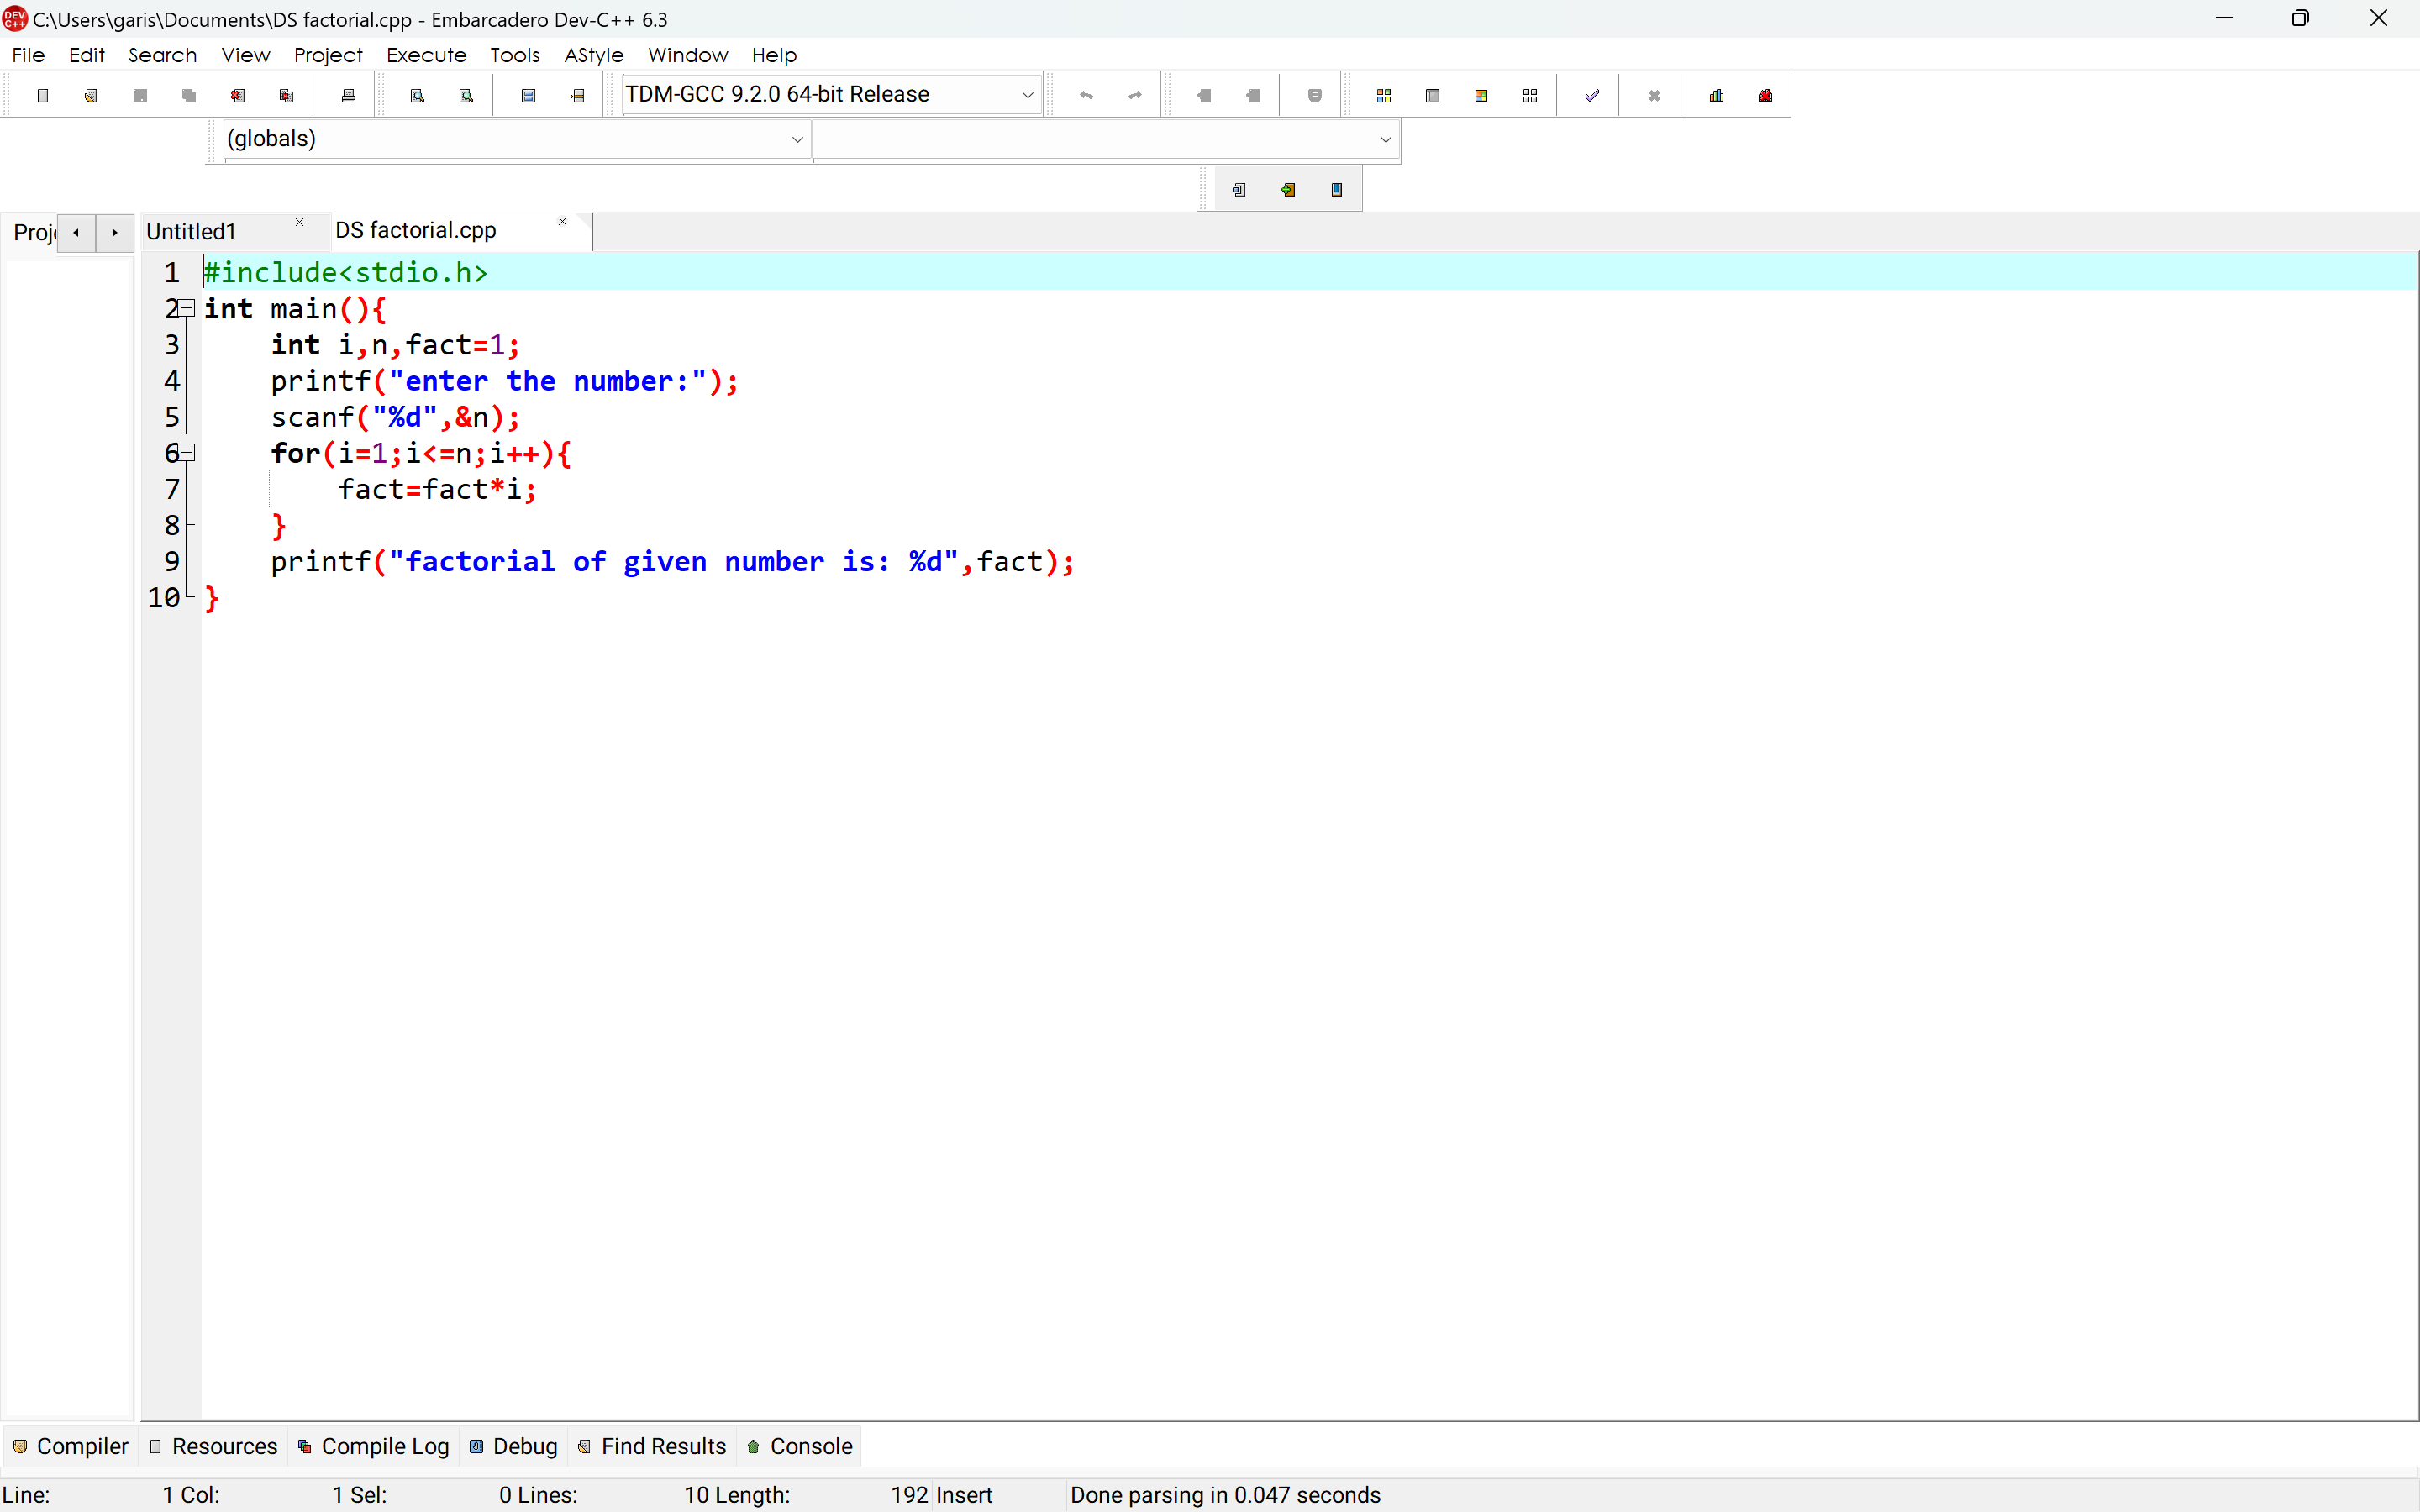 C:\Users\garis\Documents\DS factorial.cpp - Embarcadero Dev-C++ 6.3
File Edit Search View Project Execute Tools AStyle Window Help
TDM-GCC 9.2.0 64-bit Release
(globals)
Proj Untitled1 DS factorial.cpp
1 #include<stdio.h>
2 int main(){
3     int i,n,fact=1;
4     printf("enter the number:");
5     scanf("%d",&n);
6     for(i=1;i<=n;i++){
7         fact=fact*i;
8     }
9     printf("factorial of given number is: %d",fact);
10 }
Compiler Resources Compile Log Debug Find Results Console
Line: 1 Col: 1 Sel: 0 Lines: 10 Length: 192 Insert Done parsing in 0.047 seconds